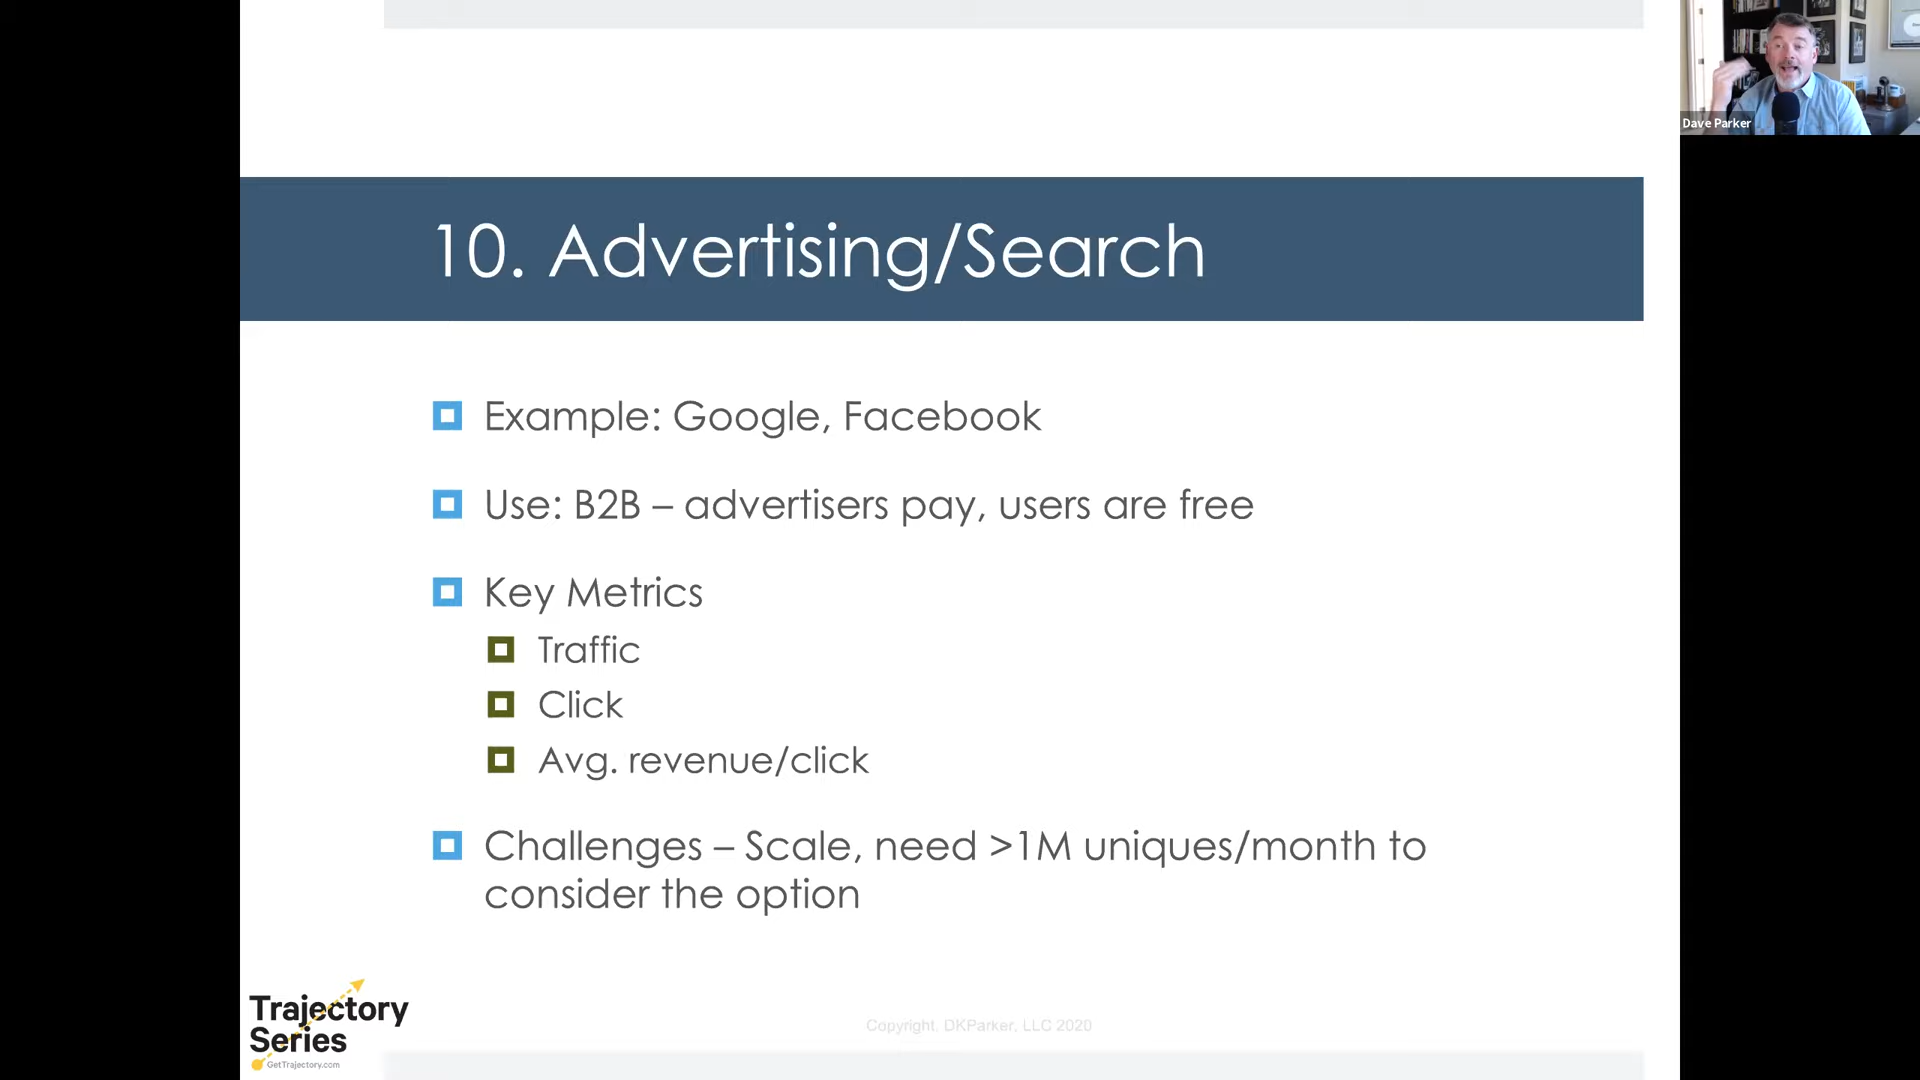 Dave Parker
10. Advertising/Search
Example: Google, Facebook
Use: B2B – advertisers pay, users are free
Key Metrics
Traffic
Click
Avg. revenue/click
Challenges – Scale, need >1M uniques/month to
consider the option
Trajectory
Series
GetTrajectory.com
Copyright, DKParker, LLC 2020